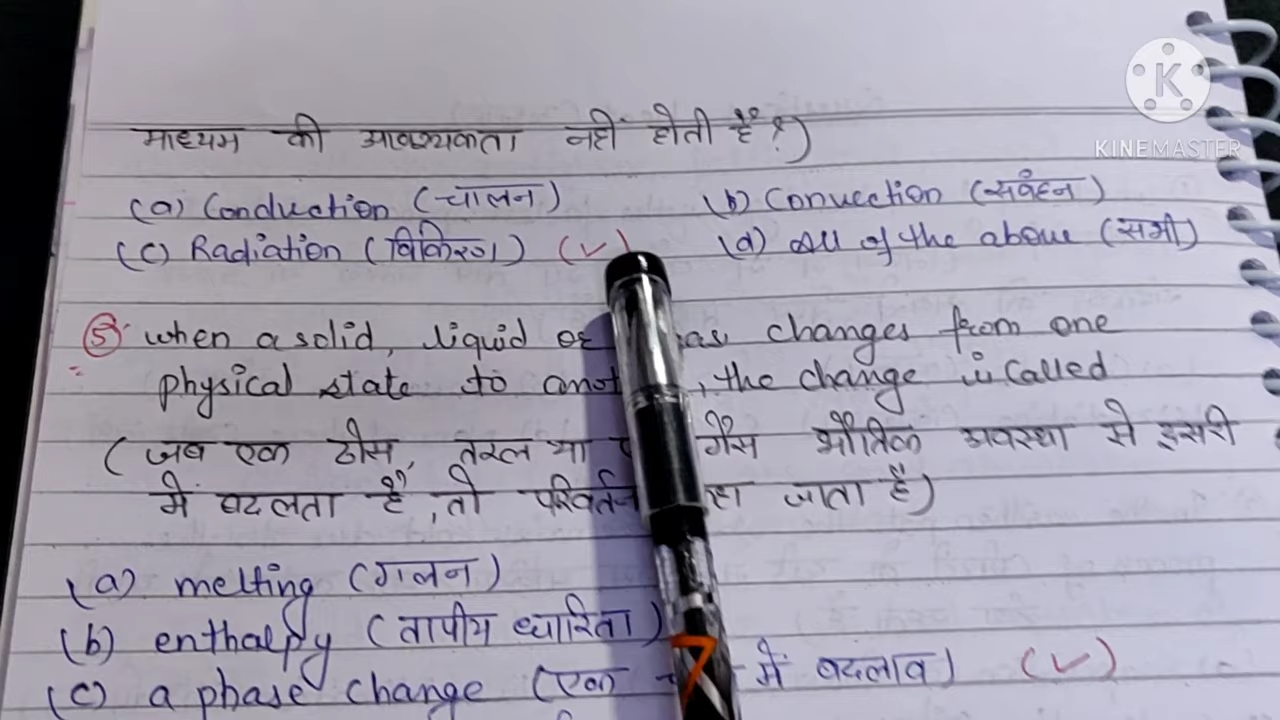 K
KINEMASTER
माध्यम की आवश्यकता नहीं होती है?)
(a) Conduction (चालन) (b) Convection (संवहन)
(c) Radiation (विकिरण) (✓) (d) All of the above (सभी)
(5) when a solid, liquid or changes from one
physical state to , the change is called
(जब एक ठोस, तरल या गैस भौतिक अवस्था से दूसरी
में बदलता है, तो परिवर्तन जाता है)
(a) melting (गलन)
(b) enthalpy (तापीय ध्यारिता)
(c) a phase change (एक में बदलाव) (✓)